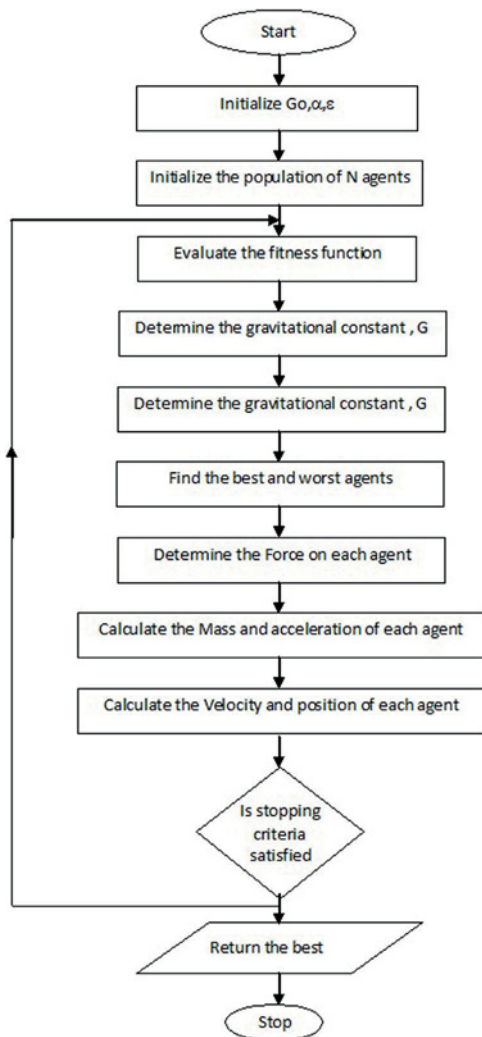 Start
Initialize Go,α,ε
Initialize the population of N agents
Evaluate the fitness function
Determine the gravitational constant , G
Determine the gravitational constant , G
Find the best and worst agents
Determine the Force on each agent
Calculate the Mass and acceleration of each agent
Calculate the Velocity and position of each agent
Is stopping
criteria
satisfied
Return the best
Stop